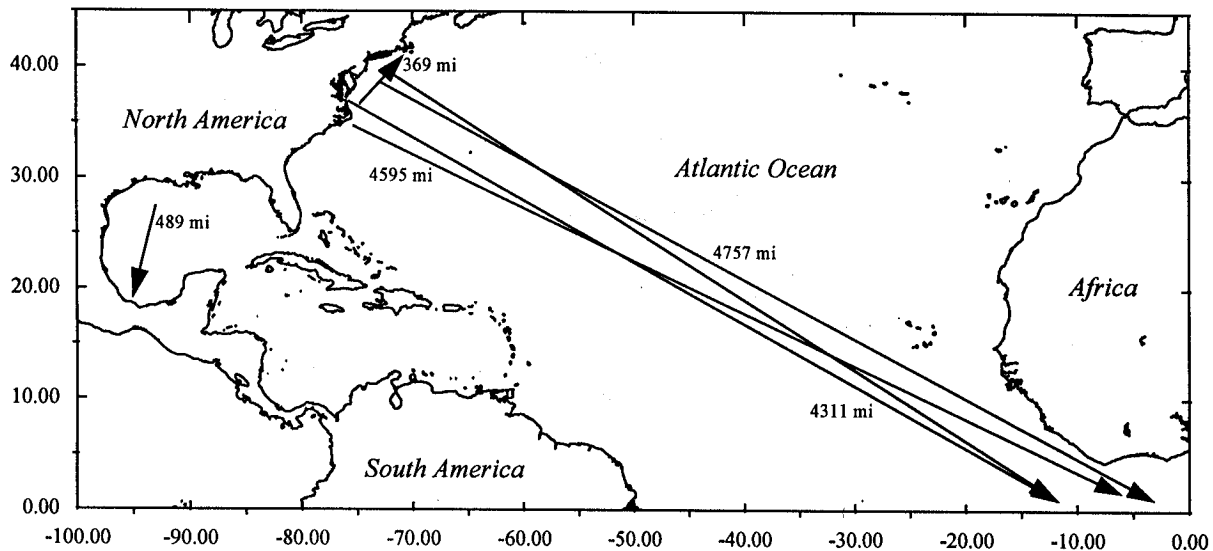 40.00
369 mi
North America
Atlantic Ocean
30.00
4595 mi
489 mi
4757 mi
20.00
Africa
10.00
4311 mi
South America
0.00
-100.00 -90.00 -80.00 -70.00 -60.00 -50.00 -40.00 -30.00 -20.00 -10.00 0.00